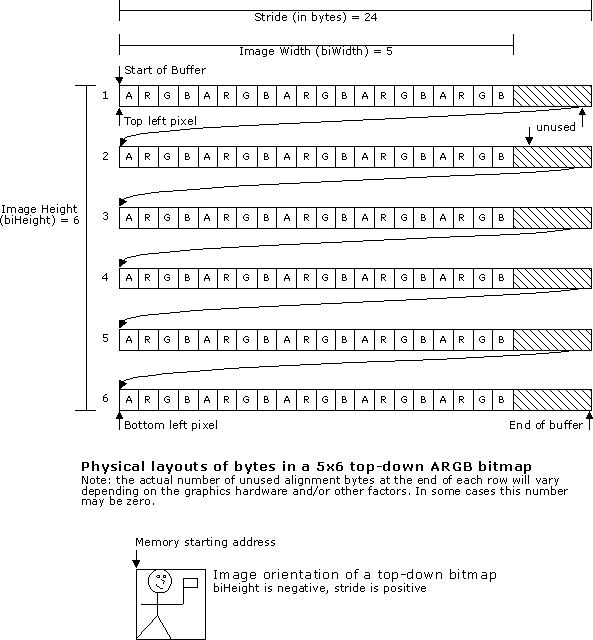 Stride (in bytes) = 24
Image Width (biWidth) = 5
Start of Buffer
1 A R G B A R G B A R G B A R G B A R G B
Top left pixel
unused
2 A R G B A R G B A R G B A R G B A R G B
Image Height
(biHeight) = 6
3 A R G B A R G B A R G B A R G B A R G B
4 A R G B A R G B A R G B A R G B A R G B
5 A R G B A R G B A R G B A R G B A R G B
6 A R G B A R G B A R G B A R G B A R G B
Bottom left pixel
End of buffer
Physical layouts of bytes in a 5x6 top-down ARGB bitmap
Note: the actual number of unused alignment bytes at the end of each row will vary
depending on the graphics hardware and/or other factors. In some cases this number
may be zero.
Memory starting address
Image orientation of a top-down bitmap
biHeight is negative, stride is positive